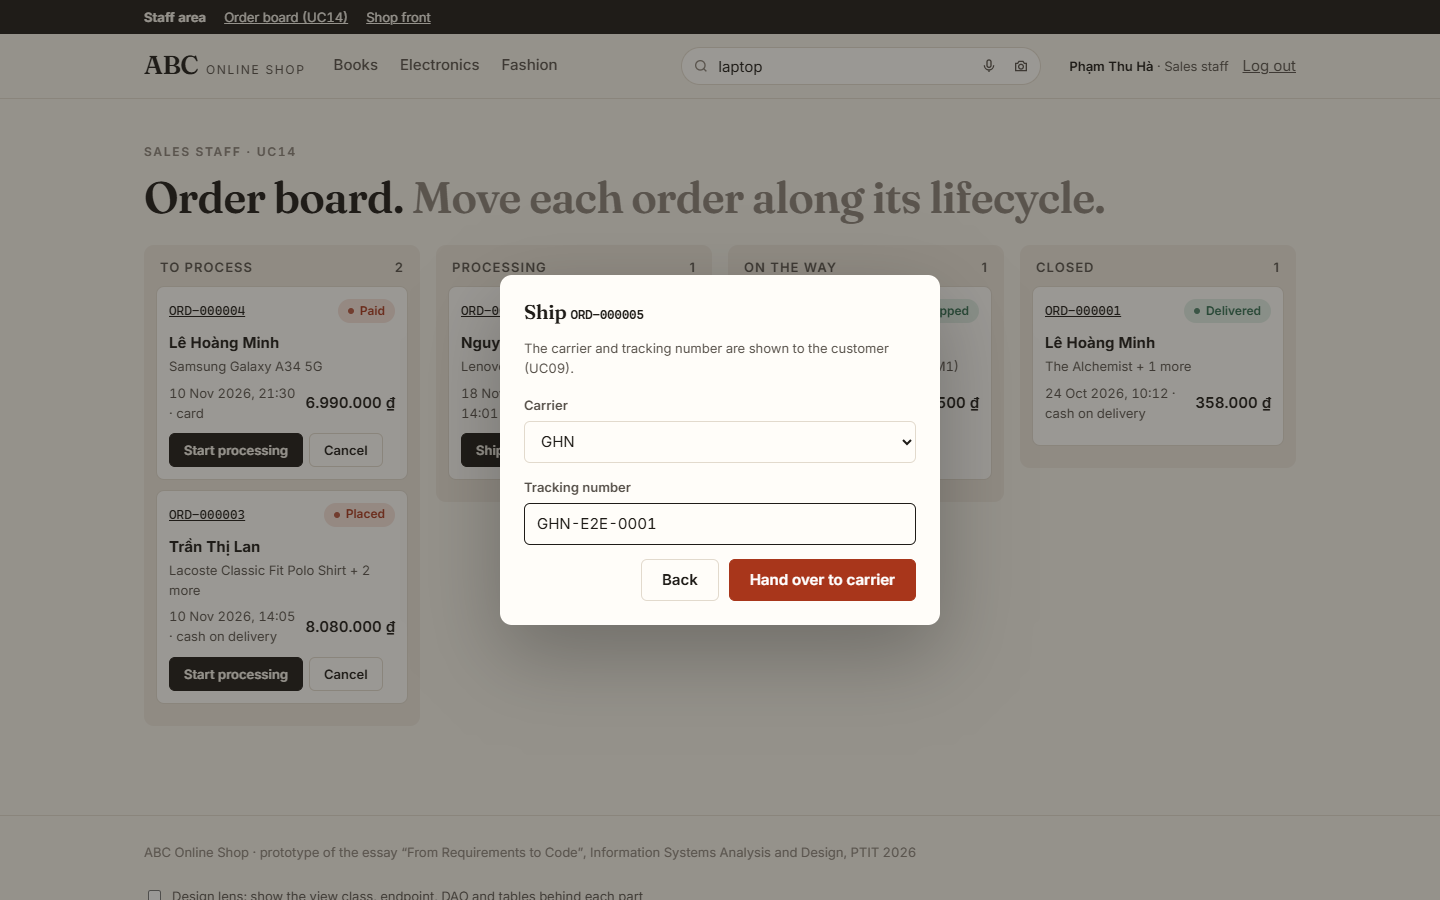 Staff area Order board (UC14) Shop front
ABC ONLINE SHOP Books Electronics Fashion laptop Phạm Thu Hà · Sales staff Log out
SALES STAFF · UC14
Order board. Move each order along its lifecycle.
TO PROCESS 2
ORD-000004 Paid
Lê Hoàng Minh
Samsung Galaxy A34 5G
10 Nov 2026, 21:30
· card
6.990.000 ₫
Start processing Cancel
ORD-000003 Placed
Trần Thị Lan
Lacoste Classic Fit Polo Shirt + 2
more
10 Nov 2026, 14:05
· cash on delivery
8.080.000 ₫
Start processing Cancel
PROCESSING 1
14:01
ON THE WAY 1
CLOSED 1
ORD-000001 Delivered
Lê Hoàng Minh
The Alchemist + 1 more
24 Oct 2026, 10:12 ·
cash on delivery
358.000 ₫
Ship ORD-000005
The carrier and tracking number are shown to the customer
(UC09).
Carrier
GHN
Tracking number
GHN-E2E-0001
Back Hand over to carrier
ABC Online Shop · prototype of the essay “From Requirements to Code”, Information Systems Analysis and Design, PTIT 2026
Design lens: show the view class, endpoint, DAO and tables behind each part